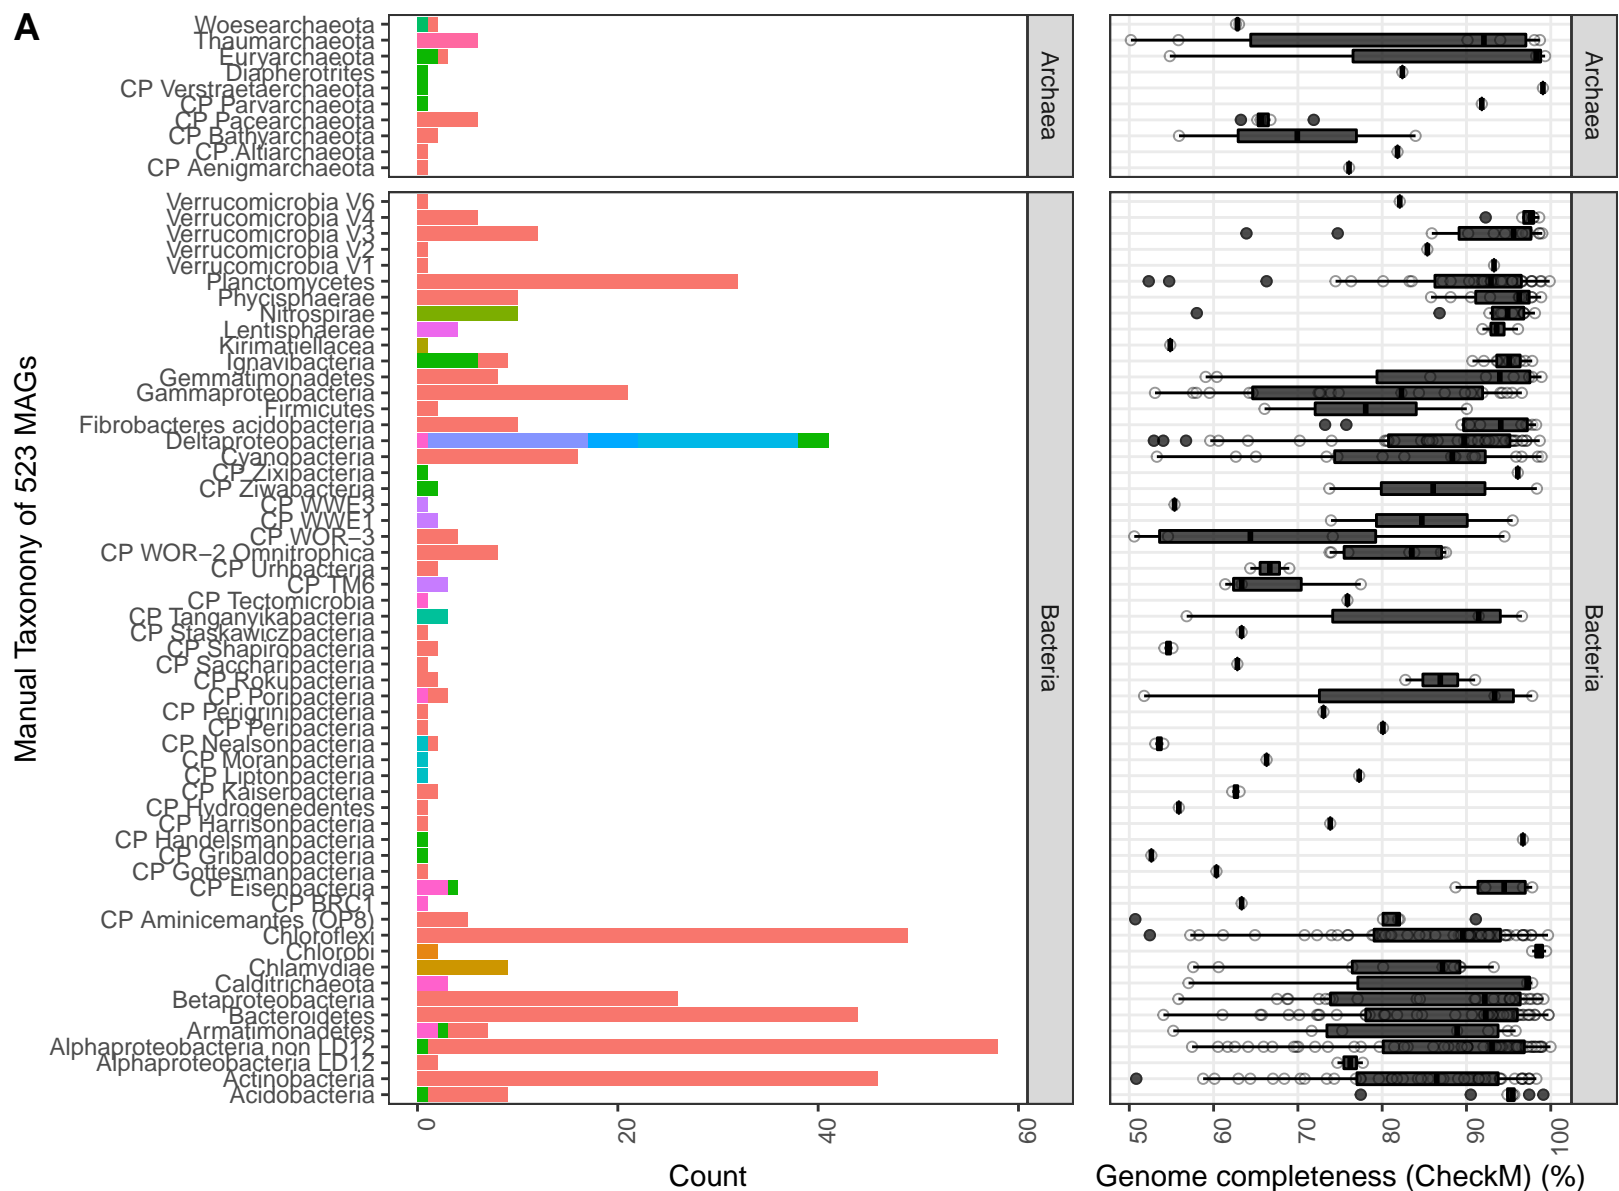 A
Manual Taxonony of 523 MAGs
Woesearchaeota
Thaumarchaeota
Euryarchaeota
Diapherotrites
CP Verstraetaerchaeota
CP Parvarchaeota
CP Pacearchaeota
CP Bathyarchaeota
CP Altiarchaeota
CP Aenigmarchaeota
Archaea
Archaea
Verrucomicrobia V6
Verrucomicrobia V4
Verrucomicrobia V3
Verrucomicrobia V2
Verrucomicrobia V1
Planctomycetes
Phycisphaerae
Nitrospirae
Lentisphaerae
Kirimatiellacea
Ignavibacteria
Gemmatimonadetes
Gammaproteobacteria
Firmicutes
Fibrobacteres acidobacteria
Deltaproteobacteria
Cyanobacteria
CP Zixibacteria
CP Ziwabacteria
CP WWE3
CP WWE1
CP WOR−3
CP WOR−2 Omnitrophica
CP Urhbacteria
CP TM6
CP Tectomicrobia
CP Tanganyikabacteria
CP Staskawiczbacteria
CP Shapirobacteria
CP Saccharibacteria
CP Rokubacteria
CP Poribacteria
CP Perigrinibacteria
CP Peribacteria
CP Nealsonbacteria
CP Moranbacteria
CP Liptonbacteria
CP Kaiserbacteria
CP Hydrogenedentes
CP Harrisonbacteria
CP Handelsmanbacteria
CP Gribaldobacteria
CP Gottesmanbacteria
CP Eisenbacteria
CP BRC1
CP Aminicemantes (OP8)
Chloroflexi
Chlorobi
Chlamydiae
Calditrichaeota
Betaproteobacteria
Bacteroidetes
Armatimonadetes
Alphaproteobacteria non LD12
Alphaproteobacteria LD12
Actinobacteria
Acidobacteria
Bacteria
Bacteria
0 20 40 60
50 60 70 80 90 100
Count
Genome completeness (CheckM) (%)